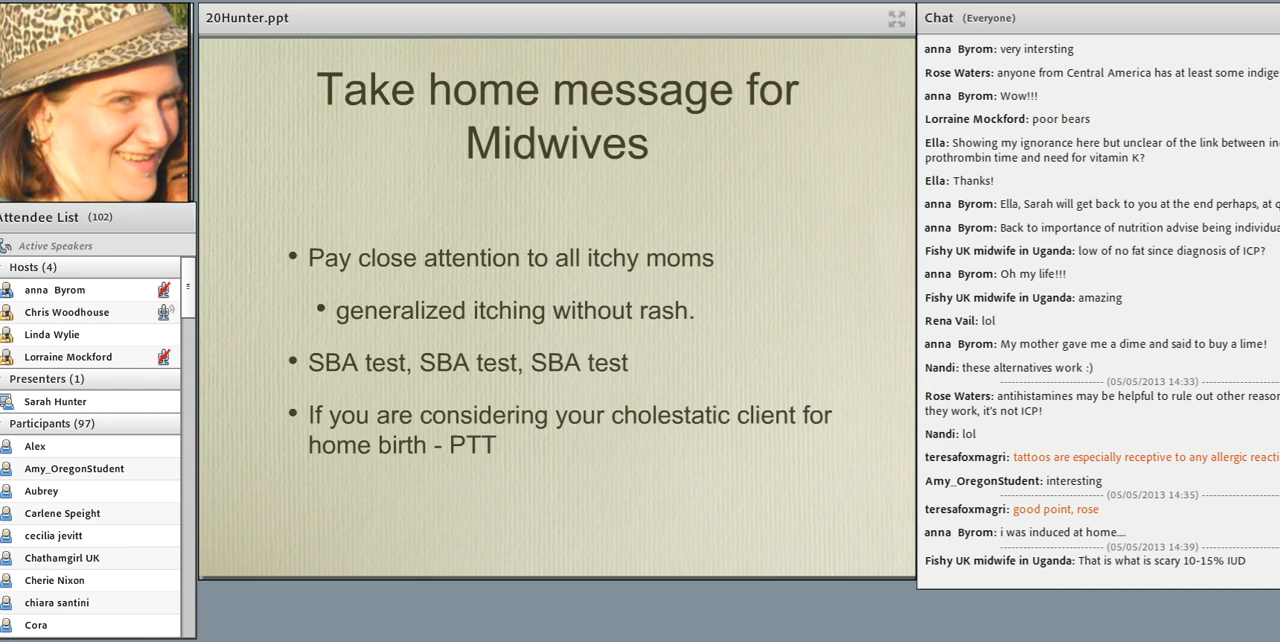 20Hunter.ppt
Take home message for
Midwives
• Pay close attention to all itchy moms
• generalized itching without rash.
• SBA test, SBA test, SBA test
• If you are considering your cholestatic client for
home birth - PTT
Attendee List (102)
Active Speakers
Hosts (4)
anna Byrom
Chris Woodhouse
Linda Wylie
Lorraine Mockford
Presenters (1)
Sarah Hunter
Participants (97)
Alex
Amy_OregonStudent
Aubrey
Carlene Speight
cecilia jevitt
Chathamgirl UK
Cherie Nixon
chiara santini
Cora
Chat (Everyone)
anna Byrom: very intersting
Rose Waters: anyone from Central America has at least some indige
anna Byrom: Wow!!!
Lorraine Mockford: poor bears
Ella: Showing my ignorance here but unclear of the link between in
prothrombin time and need for vitamin K?
Ella: Thanks!
anna Byrom: Ella, Sarah will get back to you at the end perhaps, at q
anna Byrom: Back to importance of nutrition advise being individua
Fishy UK midwife in Uganda: low of no fat since diagnosis of ICP?
anna Byrom: Oh my life!!!
Fishy UK midwife in Uganda: amazing
Rena Vail: lol
anna Byrom: My mother gave me a dime and said to buy a lime!
Nandi: these alternatives work :)
(05/05/2013 14:33)
Rose Waters: antihistamines may be helpful to rule out other reason
they work, it's not ICP!
Nandi: lol
teresafoxmagri: tattoos are especially receptive to any allergic reacti
Amy_OregonStudent: interesting
(05/05/2013 14:35)
teresafoxmagri: good point, rose
anna Byrom: i was induced at home....
(05/05/2013 14:39)
Fishy UK midwife in Uganda: That is what is scary 10-15% IUD